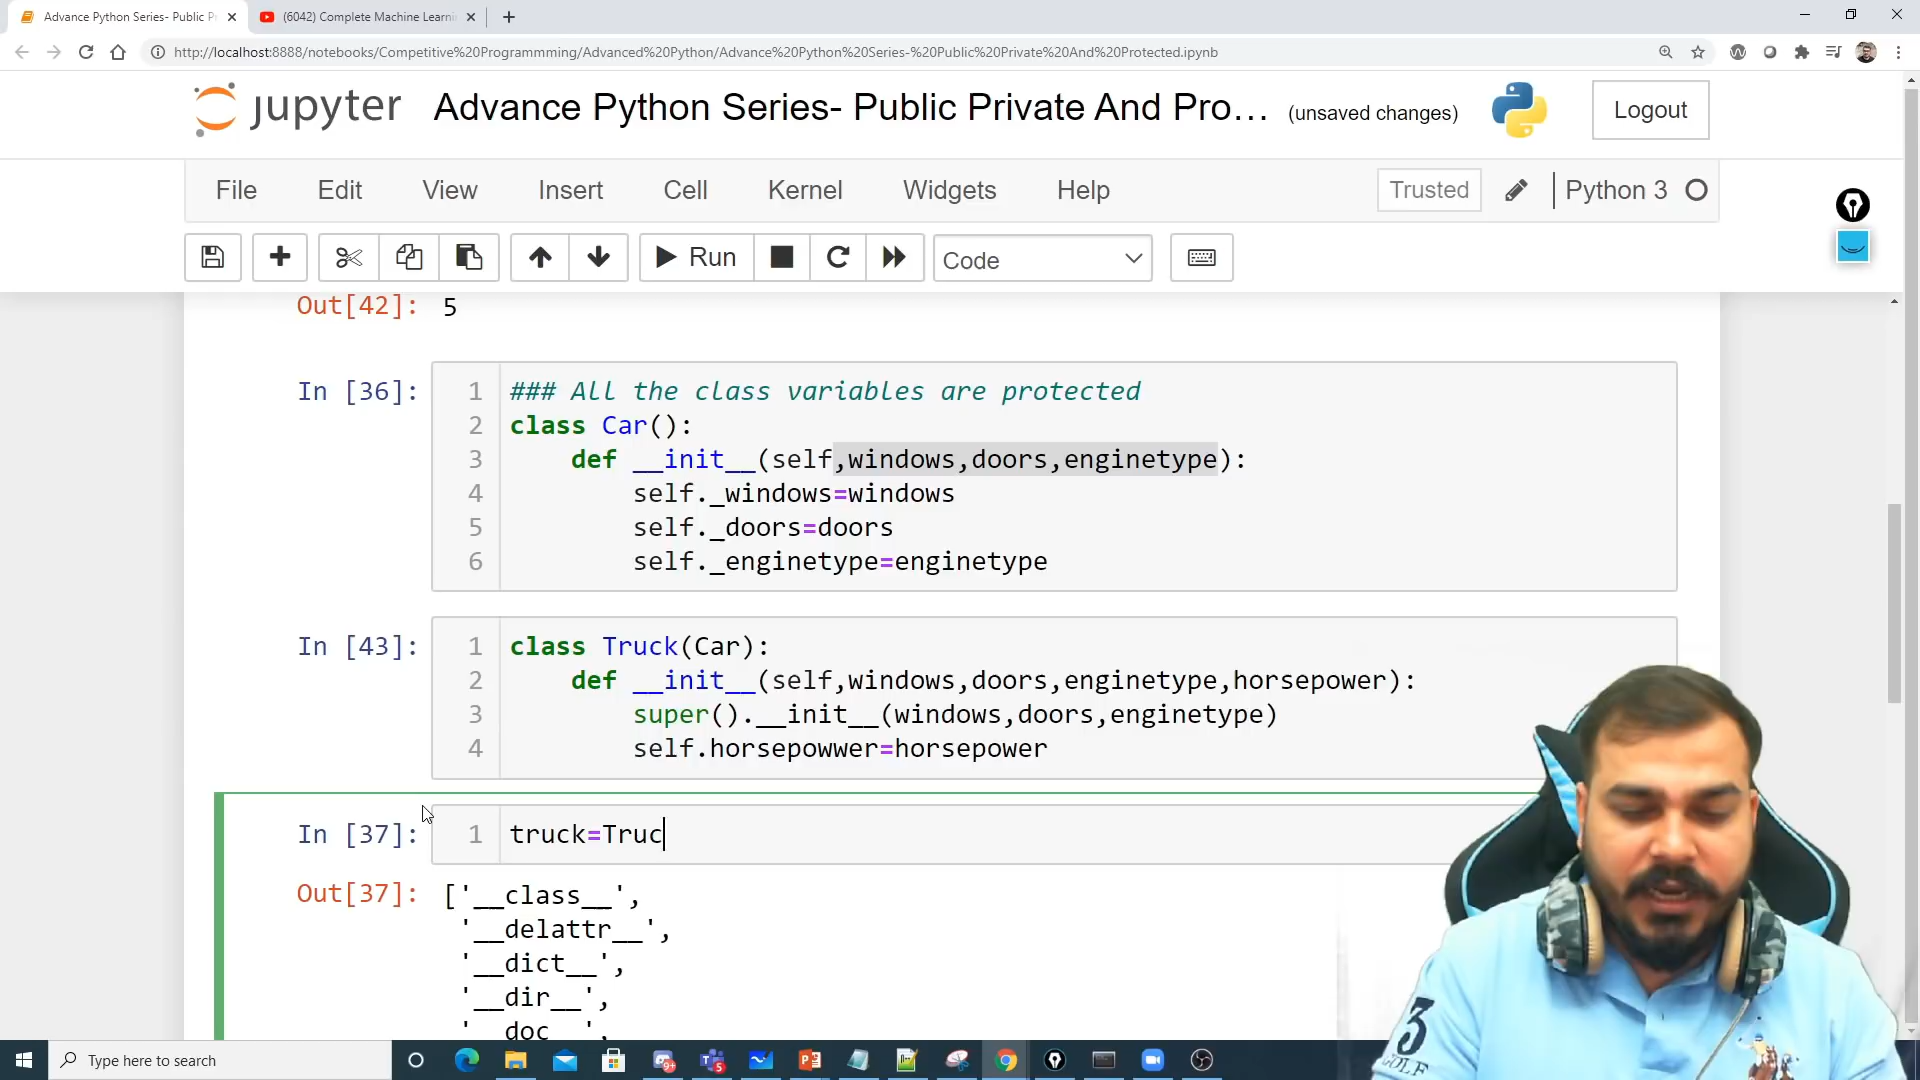 Advance Python Series- Public P
(6042) Complete Machine Learni
http://localhost:8888/notebooks/Competitive%20Programmming/Advanced%20Python/Advance%20Python%20Series-%20Public%20Private%20And%20Protected.ipynb
jupyter Advance Python Series- Public Private And Pro... (unsaved changes) Logout
File Edit View Insert Cell Kernel Widgets Help Trusted Python 3
Run Code
Out[42]: 5
In [36]: 1 ### All the class variables are protected
2 class Car():
3 def __init__(self,windows,doors,enginetype):
4 self._windows=windows
5 self._doors=doors
6 self._enginetype=enginetype
In [43]: 1 class Truck(Car):
2 def __init__(self,windows,doors,enginetype,horsepower):
3 super().__init__(windows,doors,enginetype)
4 self.horsepowwer=horsepower
In [37]: 1 truck=Truc
Out[37]: ['__class__',
'__delattr__',
'__dict__',
'__dir__',
'__doc__',
3
GOLF
Type here to search